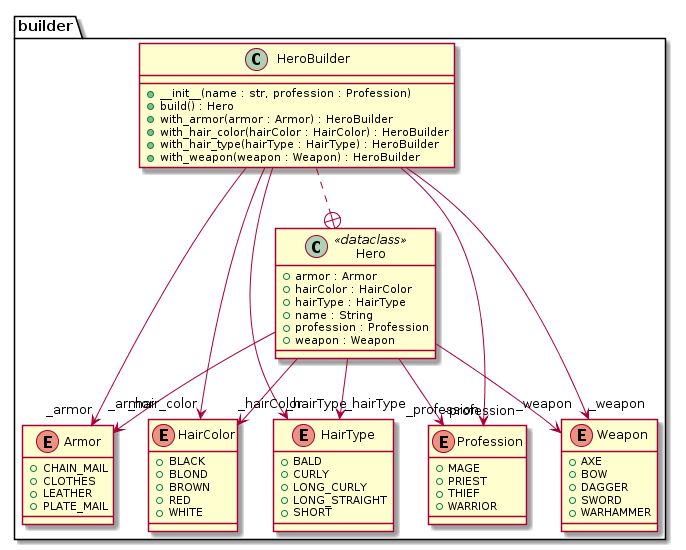 builder
C HeroBuilder
__init__(name : str, profession : Profession)
build() : Hero
with_armor(armor : Armor) : HeroBuilder
with_hair_color(hairColor : HairColor) : HeroBuilder
with_hair_type(hairType : HairType) : HeroBuilder
with_weapon(weapon : Weapon) : HeroBuilder
C «dataclass»
Hero
armor : Armor
hairColor : HairColor
hairType : HairType
name : String
profession : Profession
weapon : Weapon
_armor _armor _hair_color _hairColor _hairType _hairType _profession _profession _weapon _weapon
E Armor
CHAIN_MAIL
CLOTHES
LEATHER
PLATE_MAIL
E HairColor
BLACK
BLOND
BROWN
RED
WHITE
E HairType
BALD
CURLY
LONG_CURLY
LONG_STRAIGHT
SHORT
E Profession
MAGE
PRIEST
THIEF
WARRIOR
E Weapon
AXE
BOW
DAGGER
SWORD
WARHAMMER